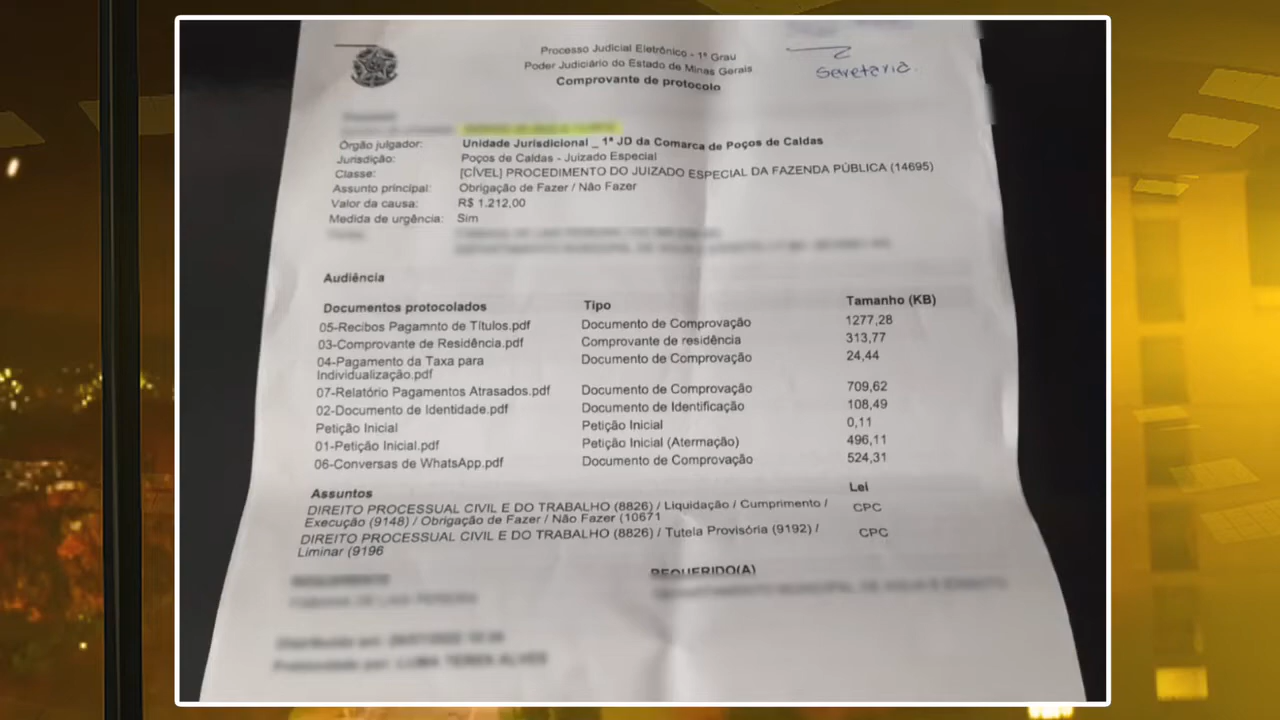 Processo Judicial Eletrônico - 1º Grau
Poder Judiciário do Estado de Minas Gerais
Comprovante de protocolo
Secretaria.
Órgão julgador: Unidade Jurisdicional _ 1ª JD da Comarca de Poços de Caldas
Jurisdição: Poços de Caldas - Juizado Especial
Classe: [CÍVEL] PROCEDIMENTO DO JUIZADO ESPECIAL DA FAZENDA PÚBLICA (14695)
Assunto principal: Obrigação de Fazer / Não Fazer
Valor da causa: R$ 1.212,00
Medida de urgência: Sim
Audiência
Documentos protocolados Tipo Tamanho (KB)
05-Recibos Pagamnto de Títulos.pdf Documento de Comprovação 1277,28
03-Comprovante de Residência.pdf Comprovante de residência 313,77
04-Pagamento da Taxa para Documento de Comprovação 24,44
Individualização.pdf
07-Relatório Pagamentos Atrasados.pdf Documento de Comprovação 709,62
02-Documento de Identidade.pdf Documento de Identificação 108,49
Petição Inicial Petição Inicial 0,11
01-Petição Inicial.pdf Petição Inicial (Atermação) 496,11
06-Conversas de WhatsApp.pdf Documento de Comprovação 524,31
Assuntos Lei
DIREITO PROCESSUAL CIVIL E DO TRABALHO (8826) / Liquidação / Cumprimento / CPC
Execução (9148) / Obrigação de Fazer / Não Fazer (10671
DIREITO PROCESSUAL CIVIL E DO TRABALHO (8826) / Tutela Provisória (9192) / CPC
Liminar (9196
REQUERIDO(A)